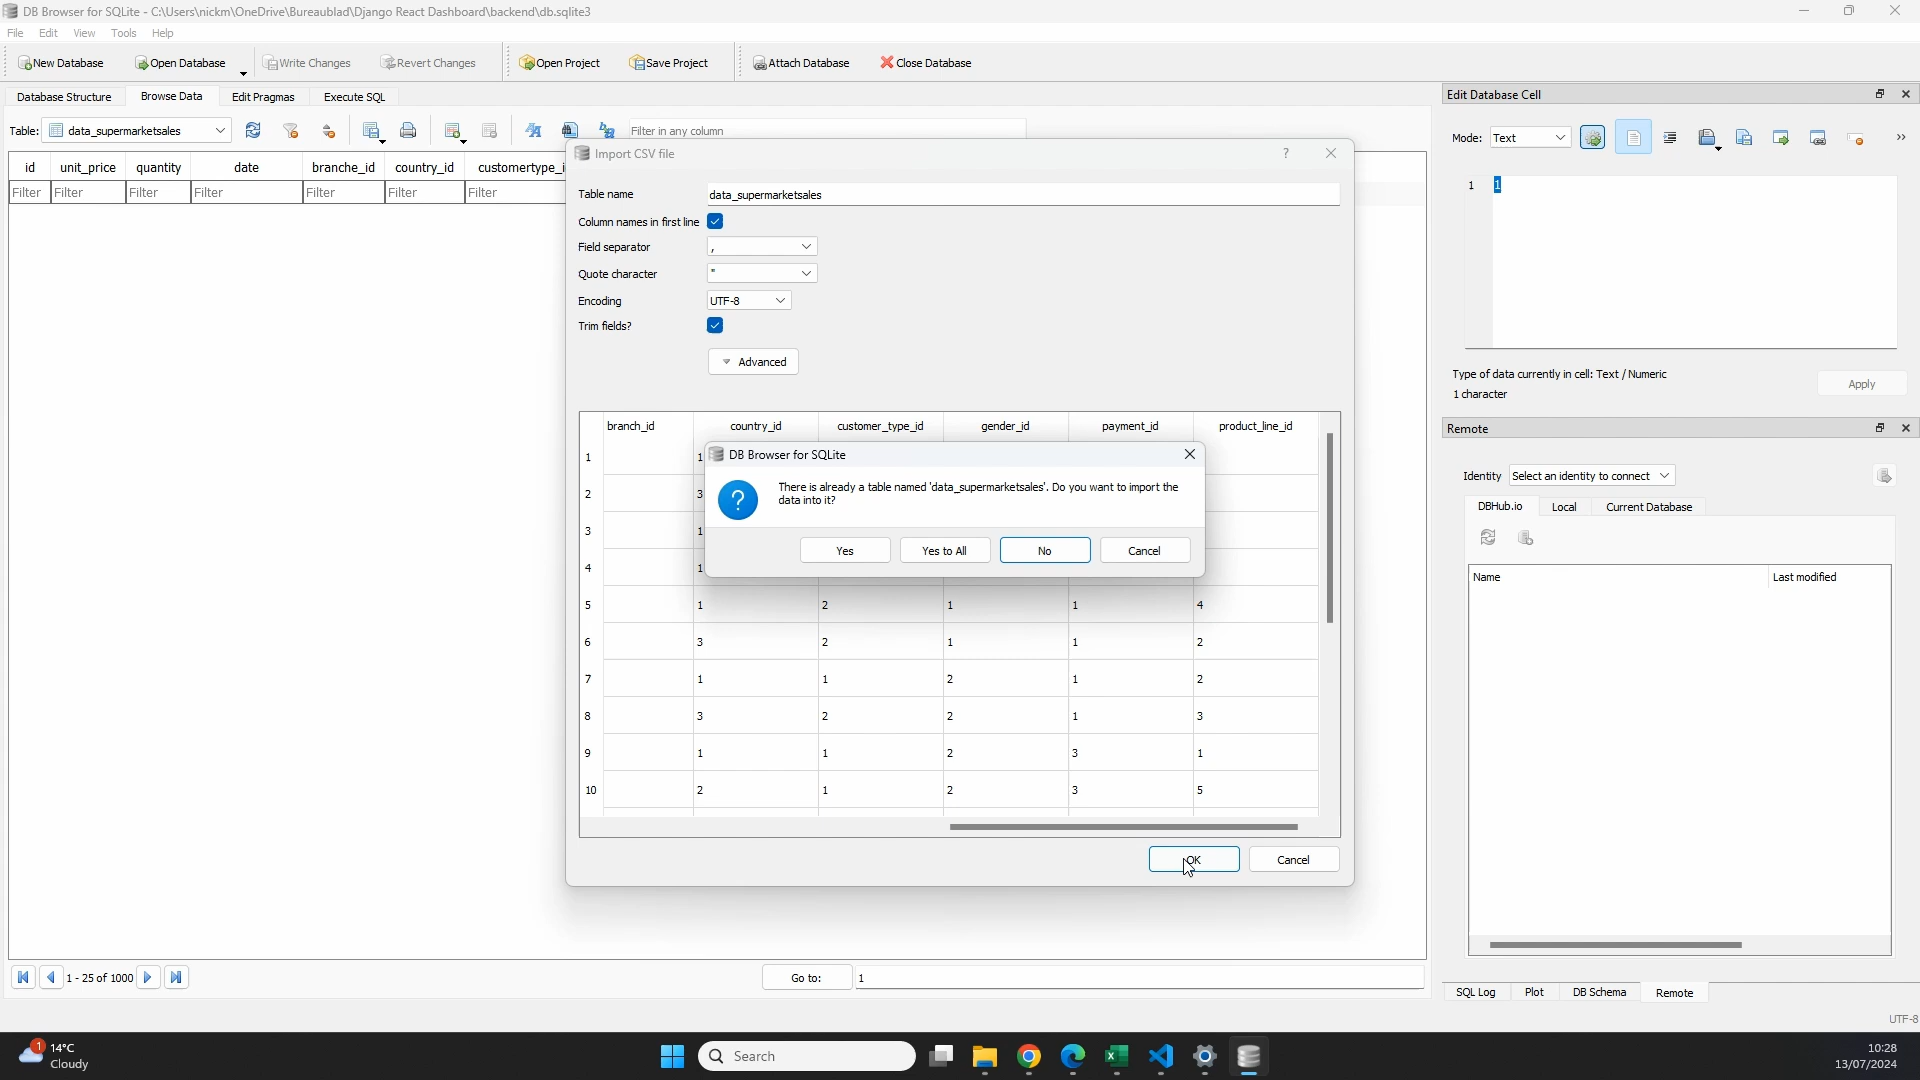 DB Browser for SQLite - C:\Users\nickm\OneDrive\Bureaublad\Django React Dashboard\backend\db.sqlite3
File Edit View Tools Help
New Database Open Database Write Changes Revert Changes Open Project Save Project Attach Database Close Database
Database Structure Browse Data Edit Pragmas Execute SQL
Table: data_supermarketsales Filter in any column
id unit_price quantity date branche_id country_id customertype_i
Filter Filter Filter Filter Filter Filter Filter
Import CSV file ?
Table name data_supermarketsales
Column names in first line
Field separator ,
Quote character "
Encoding UTF-8
Trim fields?
Advanced
branch_id country_id customer_type_id gender_id payment_id product_line_id
1 1
2 3
3 1
4 1
5 1 2 1 1 4
6 3 2 1 1 2
7 1 1 2 1 2
8 3 2 2 1 3
9 1 1 2 3 1
10 2 1 2 3 5
OK Cancel
DB Browser for SQLite
There is already a table named 'data_supermarketsales'. Do you want to import the
data into it?
Yes Yes to All No Cancel
1 - 25 of 1000 Go to: 1
Edit Database Cell
Mode: Text
1 1
Type of data currently in cell: Text / Numeric
1 character
Apply
Remote
Identity Select an identity to connect
DBHub.io Local Current Database
Name Last modified
SQL Log Plot DB Schema Remote
UTF-8
1 14°C
Cloudy
Search
10:28
13/07/2024